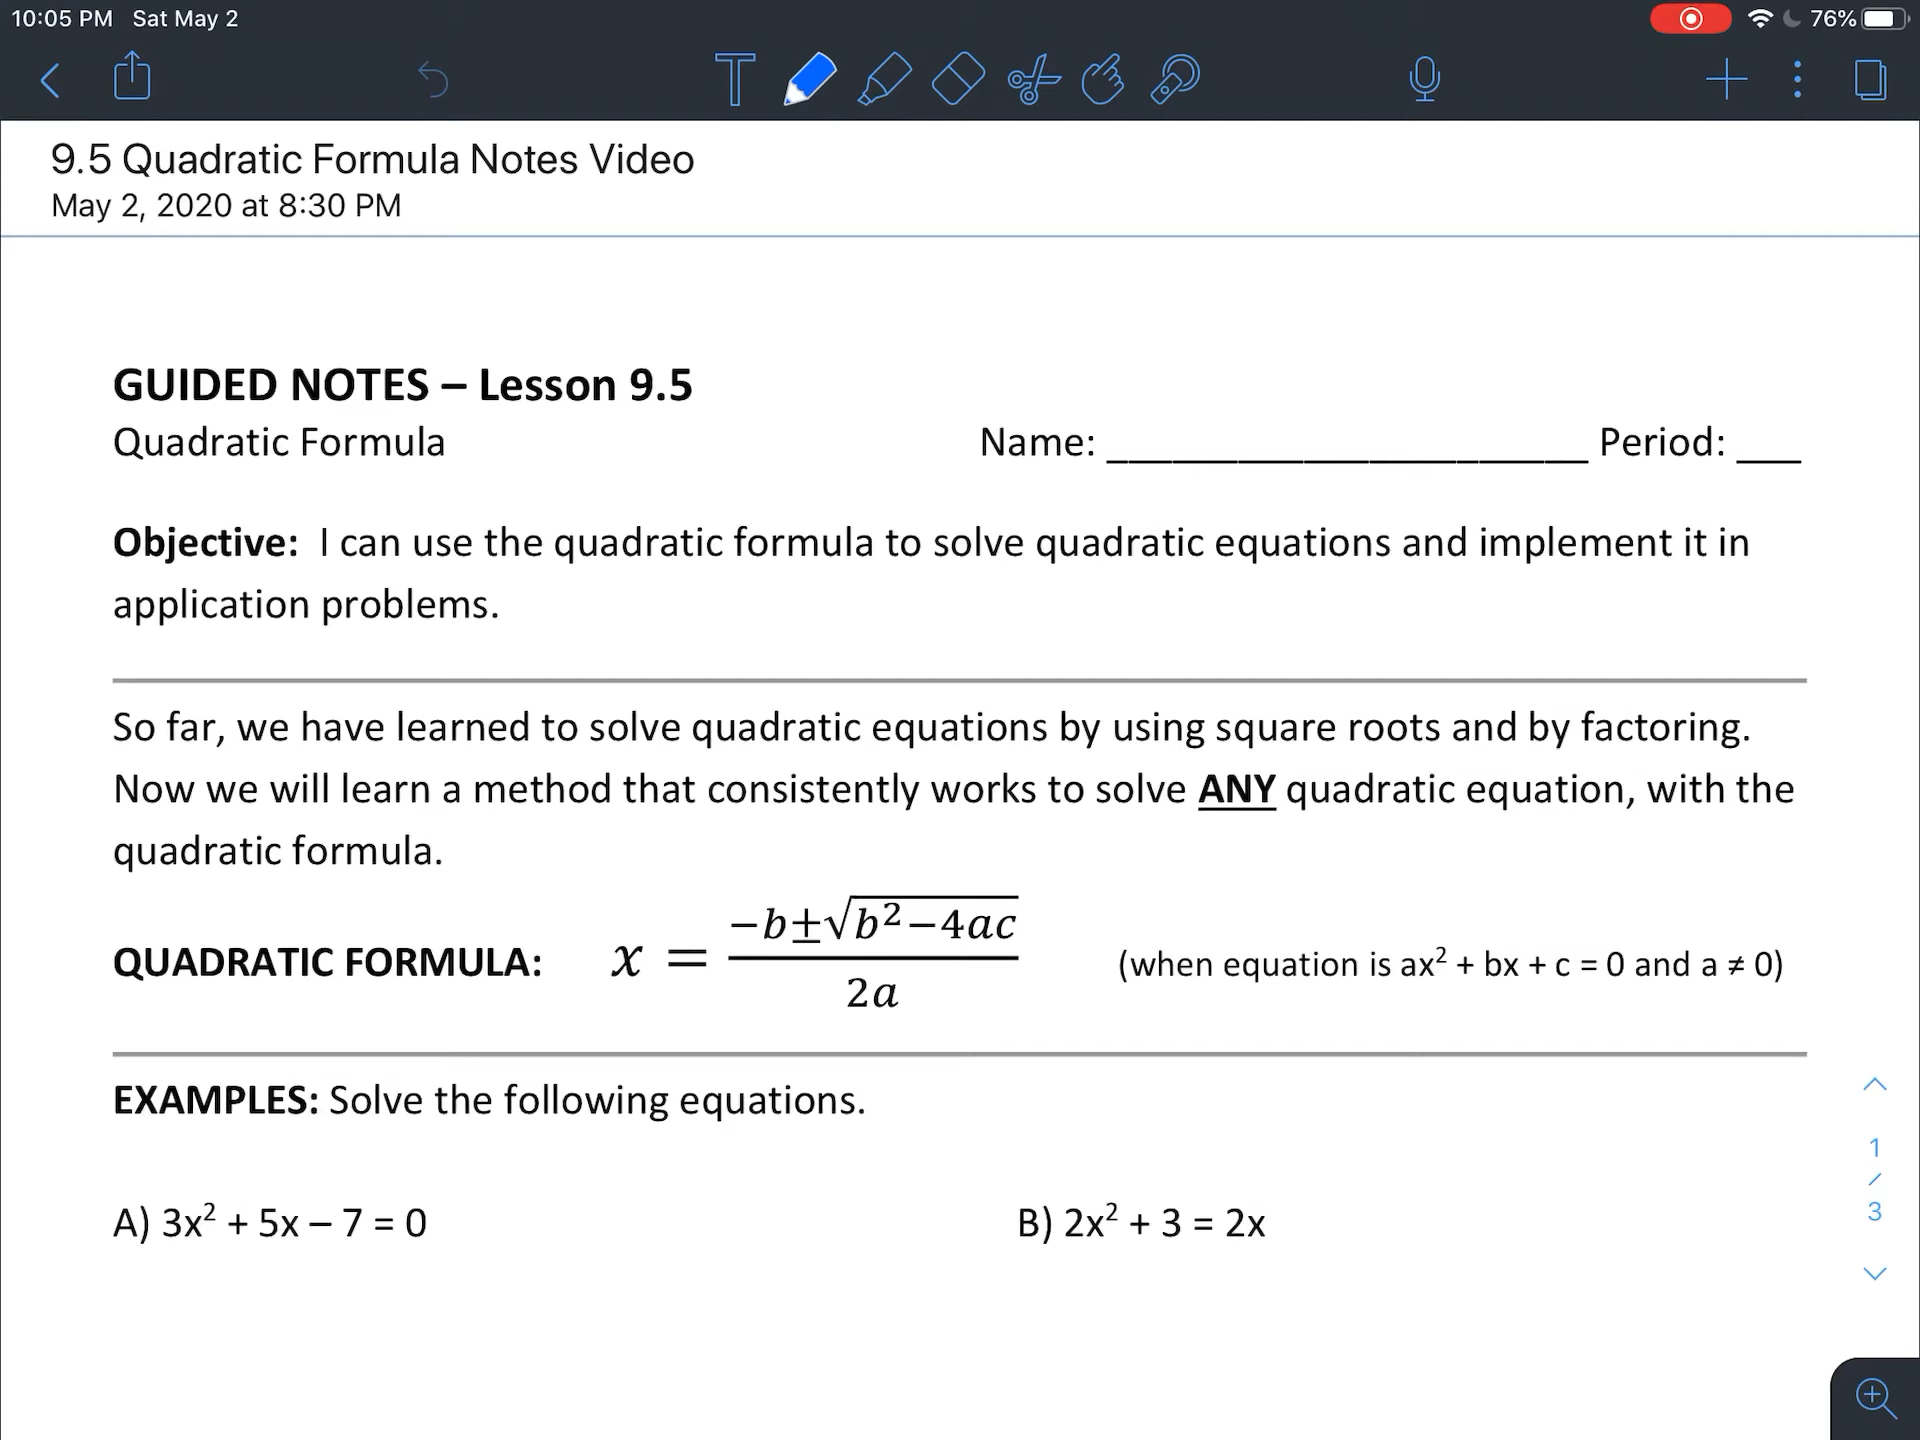 10:05 PM Sat May 2 76%
9.5 Quadratic Formula Notes Video
May 2, 2020 at 8:30 PM
GUIDED NOTES – Lesson 9.5
Quadratic Formula Name: ______________________ Period: ___
Objective: I can use the quadratic formula to solve quadratic equations and implement it in
application problems.
So far, we have learned to solve quadratic equations by using square roots and by factoring.
Now we will learn a method that consistently works to solve ANY quadratic equation, with the
quadratic formula.
QUADRATIC FORMULA: x = (−b±√(b²−4ac))/(2a) (when equation is ax² + bx + c = 0 and a ≠ 0)
EXAMPLES: Solve the following equations.
A) 3x² + 5x – 7 = 0 B) 2x² + 3 = 2x
1
/
3